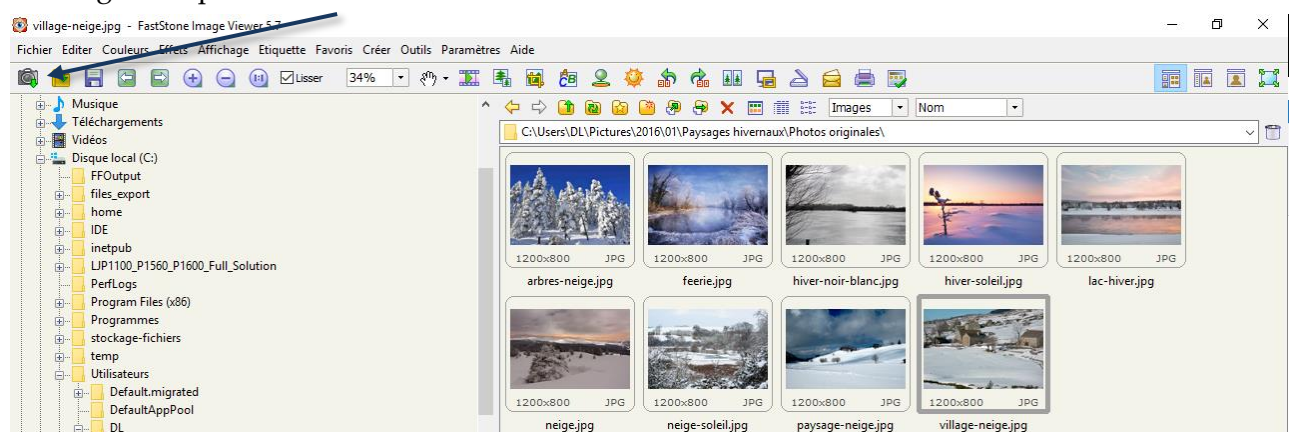 village-neige.jpg - FastStone Image Viewer 5.7
Fichier Editer Couleurs Effets Affichage Etiquette Favoris Créer Outils Paramètres Aide
Lisser 34%
Musique
Téléchargements
Vidéos
Disque local (C:)
FFOutput
files_export
home
IDE
inetpub
LJP1100_P1560_P1600_Full_Solution
PerfLogs
Program Files (x86)
Programmes
stockage-fichiers
temp
Utilisateurs
Default.migrated
DefaultAppPool
DL
Images Nom
C:\Users\DL\Pictures\2016\01\Paysages hivernaux\Photos originales\
1200x800 JPG 1200x800 JPG 1200x800 JPG 1200x800 JPG 1200x800 JPG
arbres-neige.jpg feerie.jpg hiver-noir-blanc.jpg hiver-soleil.jpg lac-hiver.jpg
1200x800 JPG 1200x800 JPG 1200x800 JPG 1200x800 JPG
neige.jpg neige-soleil.jpg paysage-neige.jpg village-neige.jpg